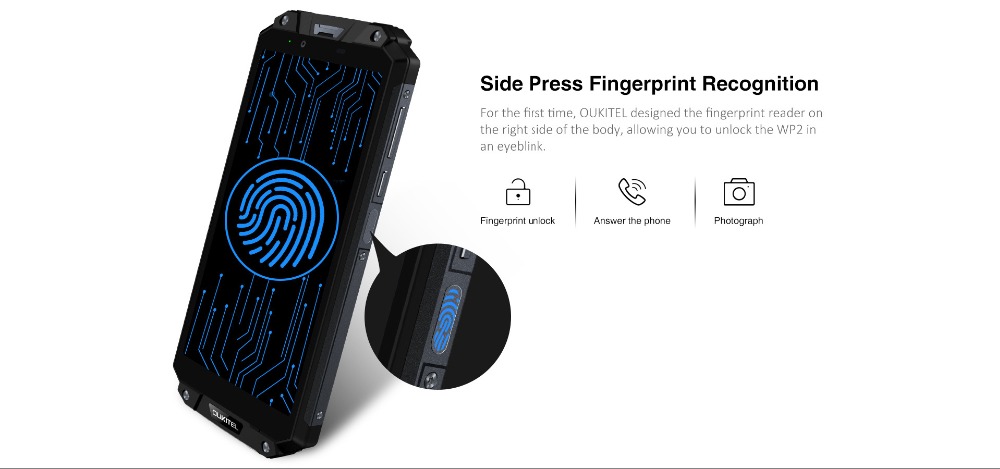 Side Press Fingerprint Recognition
For the first time, OUKITEL designed the fingerprint reader on
the right side of the body, allowing you to unlock the WP2 in
an eyeblink.
Fingerprint unlock
Answer the phone
Photograph
OUKITEL